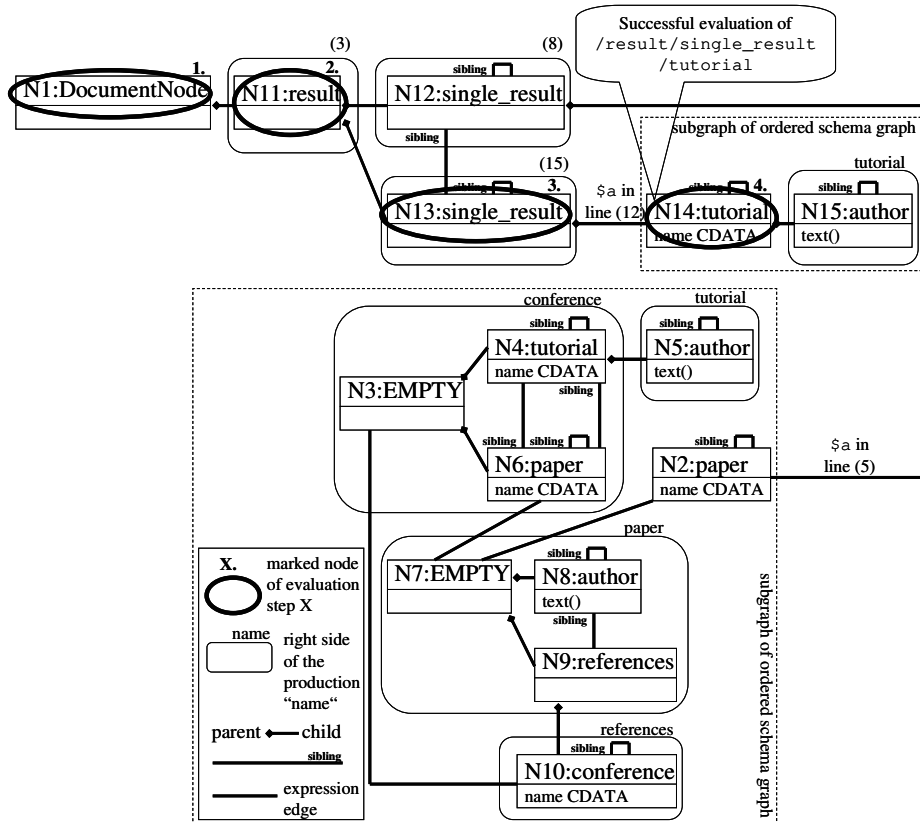 Successful evaluation of
/result/single_result
/tutorial
(3)
(8)
1.
N1:DocumentNode
2.
N11:result
sibling
N12:single_result
sibling
subgraph of ordered schema graph
(15)
tutorial
sibling
3.
N13:single_result
$a in
line (12)
sibling
4.
N14:tutorial
name CDATA
sibling
N15:author
text()
conference
tutorial
sibling
N4:tutorial
name CDATA
sibling
N5:author
text()
N3:EMPTY
sibling
sibling
sibling
N6:paper
name CDATA
sibling
N2:paper
name CDATA
$a in
line (5)
paper
N7:EMPTY
sibling
N8:author
text()
sibling
N9:references
references
sibling
N10:conference
name CDATA
subgraph of ordered schema graph
X.
marked node
of evaluation
step X
name
right side
of the
production
“name“
parent
child
sibling
expression
edge